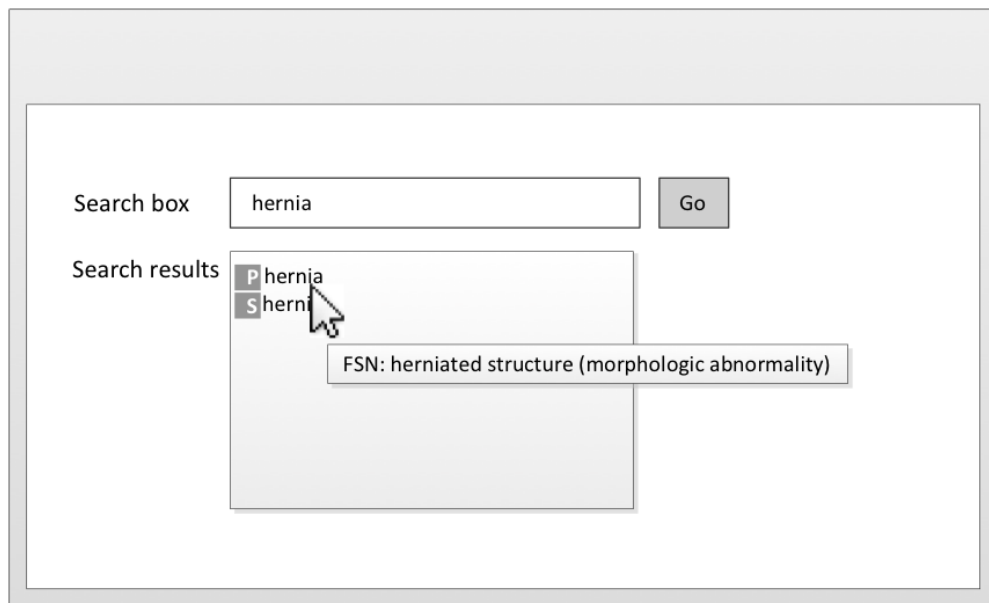 Search box hernia Go
Search results
P hernia
S herni
FSN: herniated structure (morphologic abnormality)